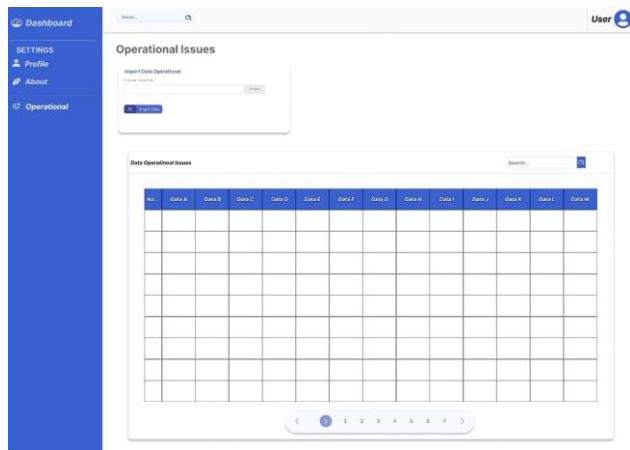 Dashboard
Search...
User
SETTINGS
Profile
About
Operational
Operational Issues
Import Data Operational
Import Data
Data Operational Issues
Search...
No Data A Data B Data C Data D Data E Data F Data G Data H Data I Data J Data K Data L Data M
1 1 2 3 4 5 6 7